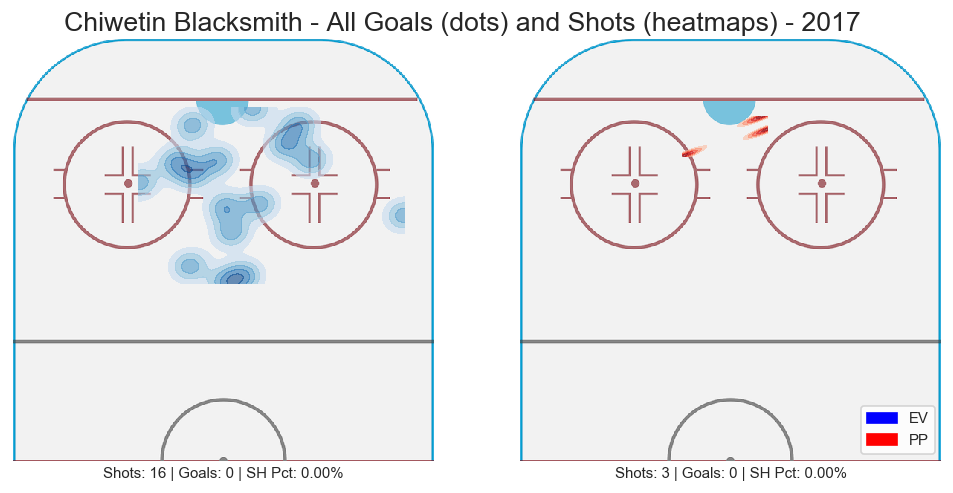 Chiwetin Blacksmith - All Goals (dots) and Shots (heatmaps) - 2017
EV
PP
Shots: 16 | Goals: 0 | SH Pct: 0.00%
Shots: 3 | Goals: 0 | SH Pct: 0.00%